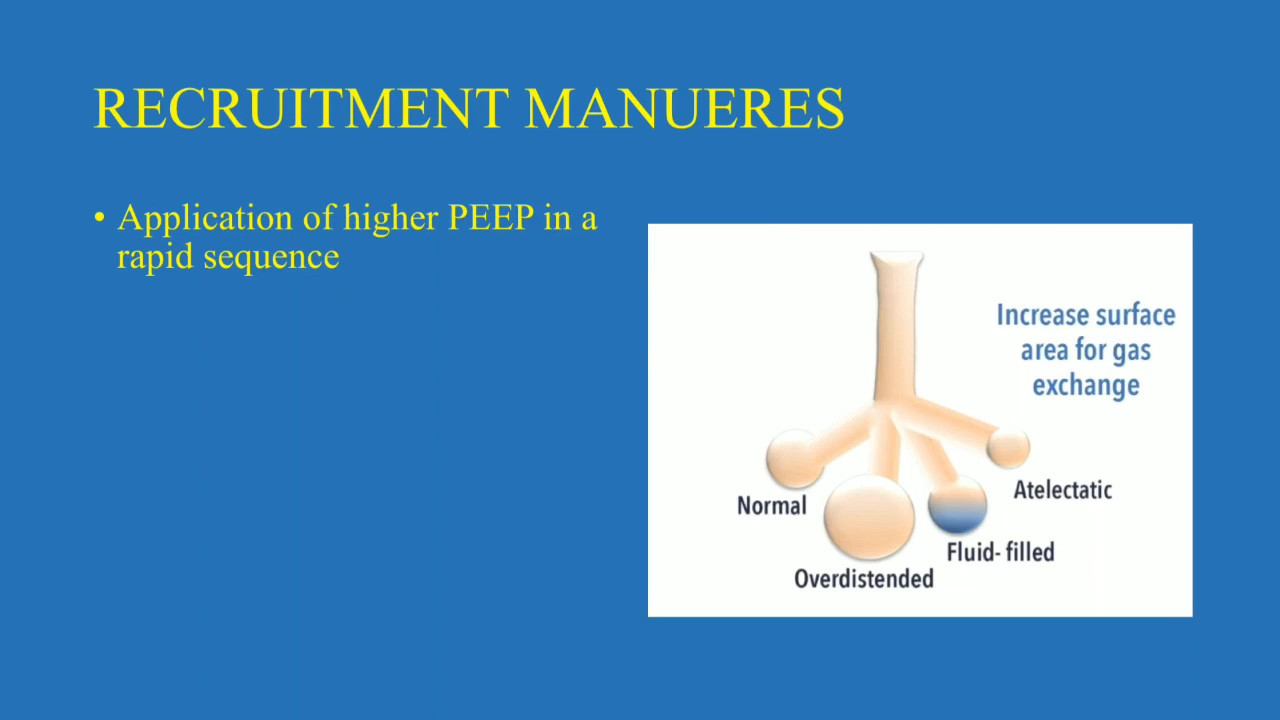 RECRUITMENT MANUERES
• Application of higher PEEP in a
rapid sequence
Increase surface
area for gas
exchange
Normal
Overdistended
Fluid- filled
Atelectatic